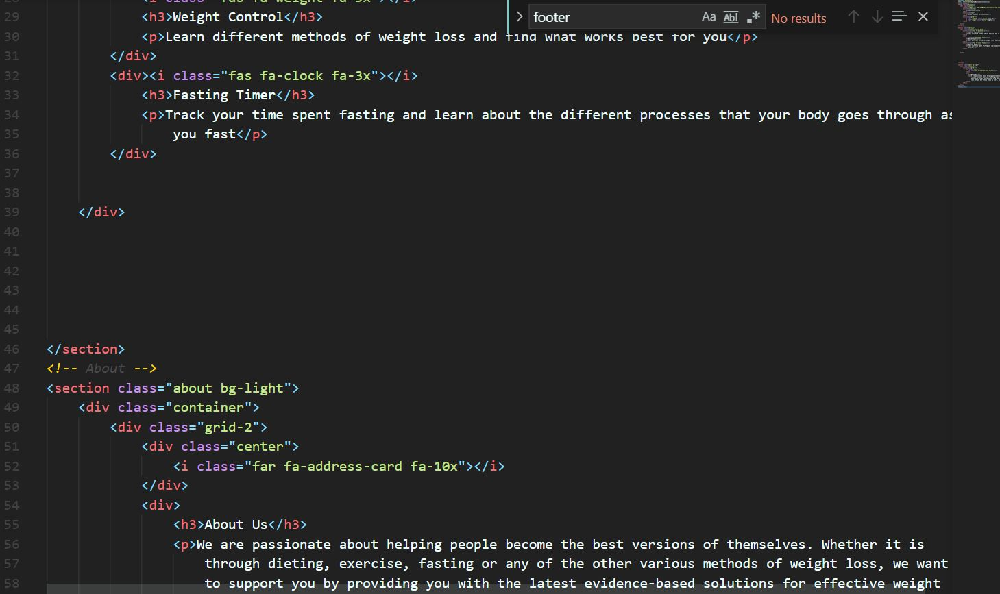 28 <i class="fas fa-weight fa-3x"></i>
29 <h3>Weight Control</h3>
30 <p>Learn different methods of weight loss and find what works best for you</p>
31 </div>
32 <div><i class="fas fa-clock fa-3x"></i>
33 <h3>Fasting Timer</h3>
34 <p>Track your time spent fasting and learn about the different processes that your body goes through as
35 you fast</p>
36 </div>
37
38
39 </div>
40
41
42
43
44
45
46 </section>
47 <!-- About -->
48 <section class="about bg-light">
49 <div class="container">
50 <div class="grid-2">
51 <div class="center">
52 <i class="far fa-address-card fa-10x"></i>
53 </div>
54 <div>
55 <h3>About Us</h3>
56 <p>We are passionate about helping people become the best versions of themselves. Whether it is
57 through dieting, exercise, fasting or any of the other various methods of weight loss, we want
58 to support you by providing you with the latest evidence-based solutions for effective weight
footer Aa Abl .* No results